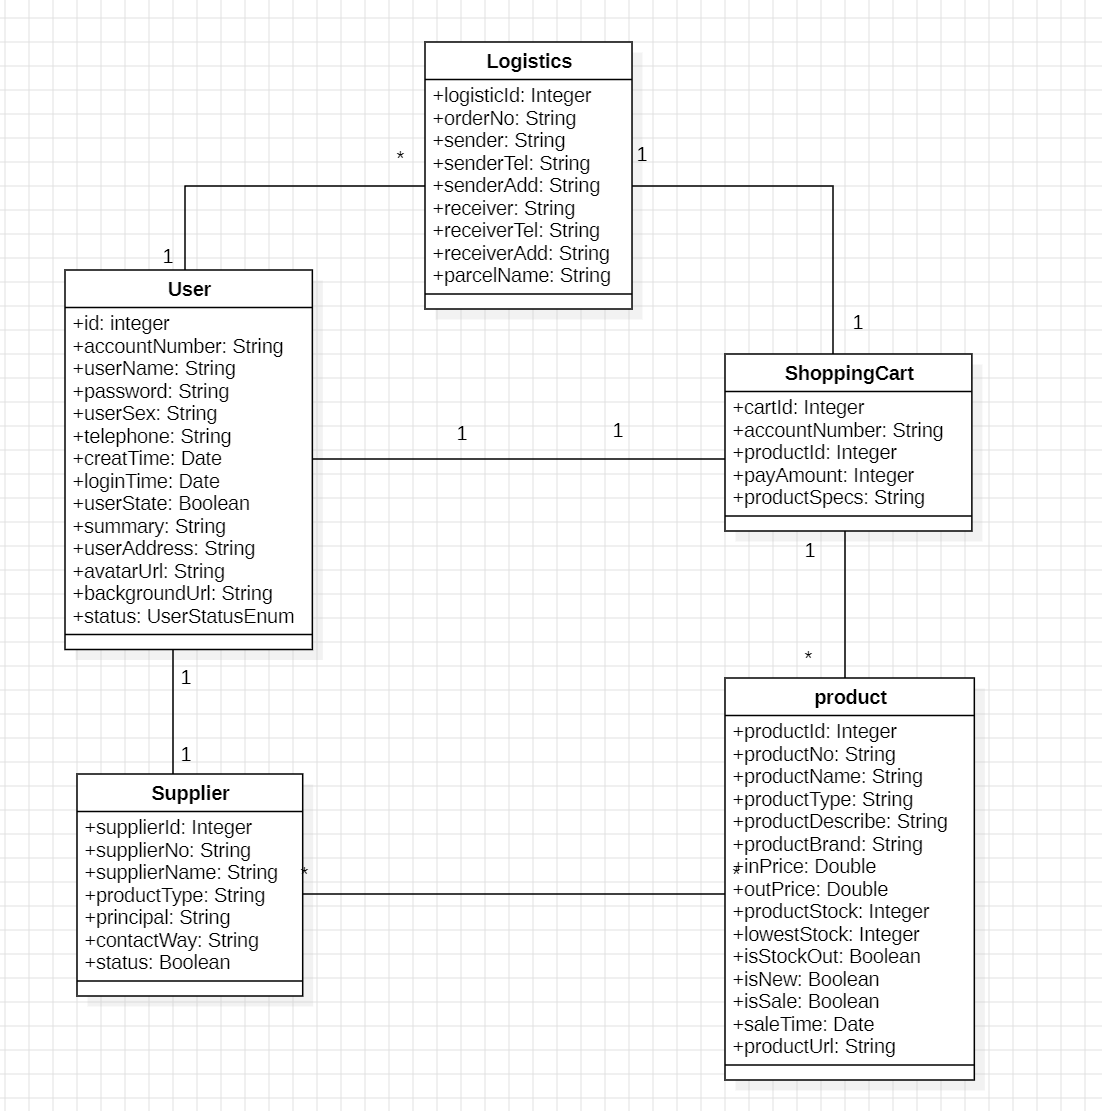 Logistics
+logisticId: Integer
+orderNo: String
+sender: String
+senderTel: String
+senderAdd: String
+receiver: String
+receiverTel: String
+receiverAdd: String
+parcelName: String
*
1
1
User
+id: integer
+accountNumber: String
+userName: String
+password: String
+userSex: String
+telephone: String
+creatTime: Date
+loginTime: Date
+userState: Boolean
+summary: String
+userAddress: String
+avatarUrl: String
+backgroundUrl: String
+status: UserStatusEnum
1
1
1
ShoppingCart
+cartId: Integer
+accountNumber: String
+productId: Integer
+payAmount: Integer
+productSpecs: String
1
*
1
1
Supplier
+supplierId: Integer
+supplierNo: String
+supplierName: String
+productType: String
+principal: String
+contactWay: String
+status: Boolean
*
*
product
+productId: Integer
+productNo: String
+productName: String
+productType: String
+productDescribe: String
+productBrand: String
+inPrice: Double
+outPrice: Double
+productStock: Integer
+lowestStock: Integer
+isStockOut: Boolean
+isNew: Boolean
+isSale: Boolean
+saleTime: Date
+productUrl: String